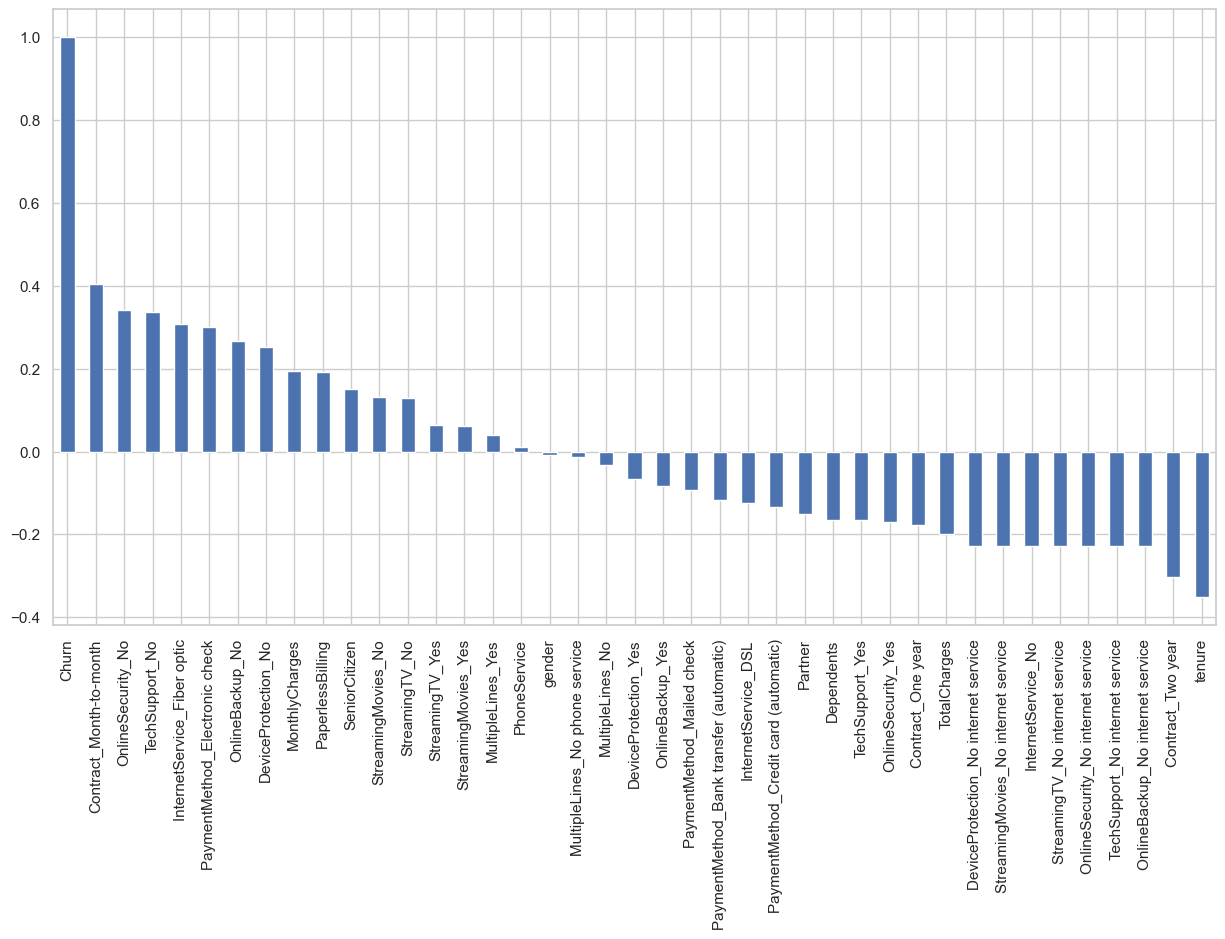 1.0
0.8
0.6
0.4
0.2
0.0
−0.2
−0.4
Churn
Contract_Month-to-month
OnlineSecurity_No
TechSupport_No
InternetService_Fiber optic
PaymentMethod_Electronic check
OnlineBackup_No
DeviceProtection_No
MonthlyCharges
PaperlessBilling
SeniorCitizen
StreamingMovies_No
StreamingTV_No
StreamingTV_Yes
StreamingMovies_Yes
MultipleLines_Yes
PhoneService
gender
MultipleLines_No phone service
MultipleLines_No
DeviceProtection_Yes
OnlineBackup_Yes
PaymentMethod_Mailed check
PaymentMethod_Bank transfer (automatic)
InternetService_DSL
PaymentMethod_Credit card (automatic)
Partner
Dependents
TechSupport_Yes
OnlineSecurity_Yes
Contract_One year
TotalCharges
DeviceProtection_No internet service
StreamingMovies_No internet service
InternetService_No
StreamingTV_No internet service
OnlineSecurity_No internet service
TechSupport_No internet service
OnlineBackup_No internet service
Contract_Two year
tenure